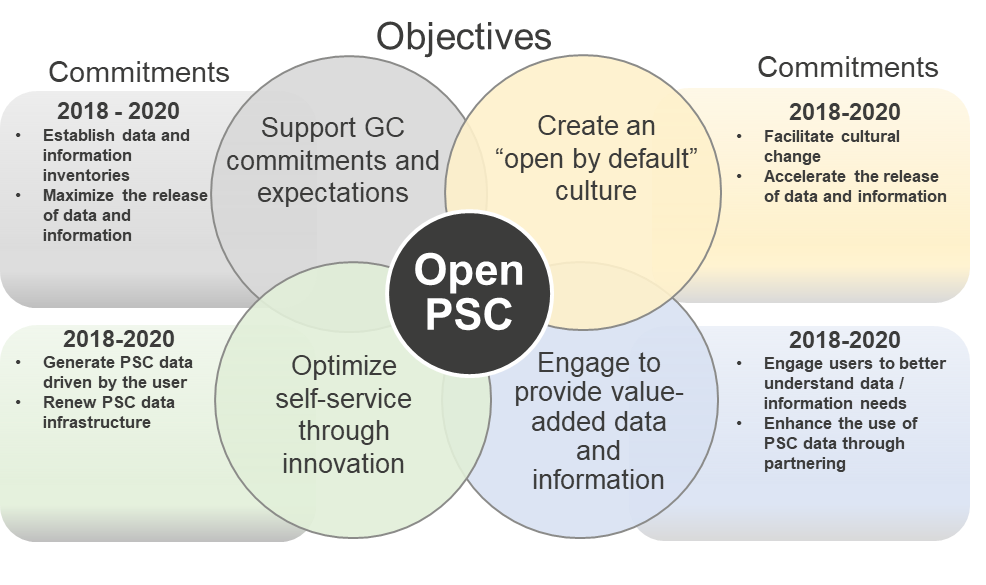 Objectives
Commitments
2018 - 2020
• Establish data and
information
inventories
• Maximize the release
of data and
information
Support GC
commitments and
expectations
Create an
“open by default”
culture
Commitments
2018-2020
• Facilitate cultural
change
• Accelerate the release
of data and information
Open
PSC
2018-2020
• Generate PSC data
driven by the user
• Renew PSC data
infrastructure
Optimize
self-service
through
innovation
Engage to
provide value-
added data
and
information
2018-2020
• Engage users to better
understand data /
information needs
• Enhance the use of
PSC data through
partnering